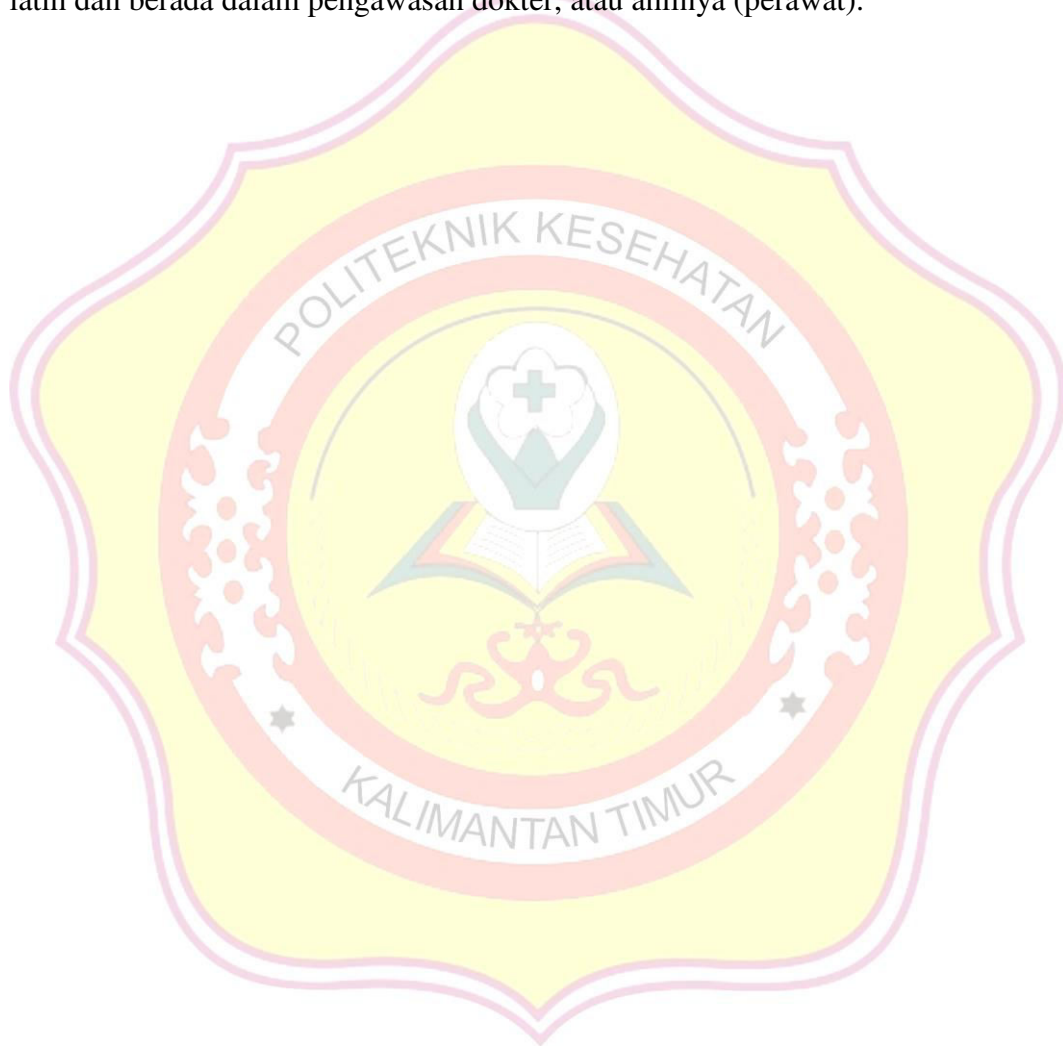 latih dan berada dalam pengawasan dokter, atau ahlinya (perawat).
POLITEKNIK KESEHATAN
KALIMANTAN TIMUR